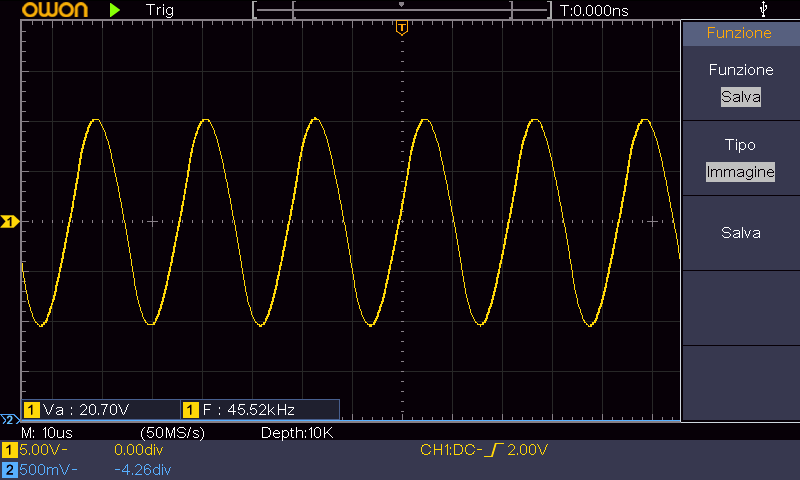 OWON Trig T:0.000ns
T
Funzione
Funzione
Salva
Tipo
Immagine
Salva
1
1 Va : 20.70V 1 F : 45.52kHz
2
M: 10us (50MS/s) Depth:10K
1 5.00V~ 0.00div CH1:DC- 2.00V
2 500mV~ -4.26div